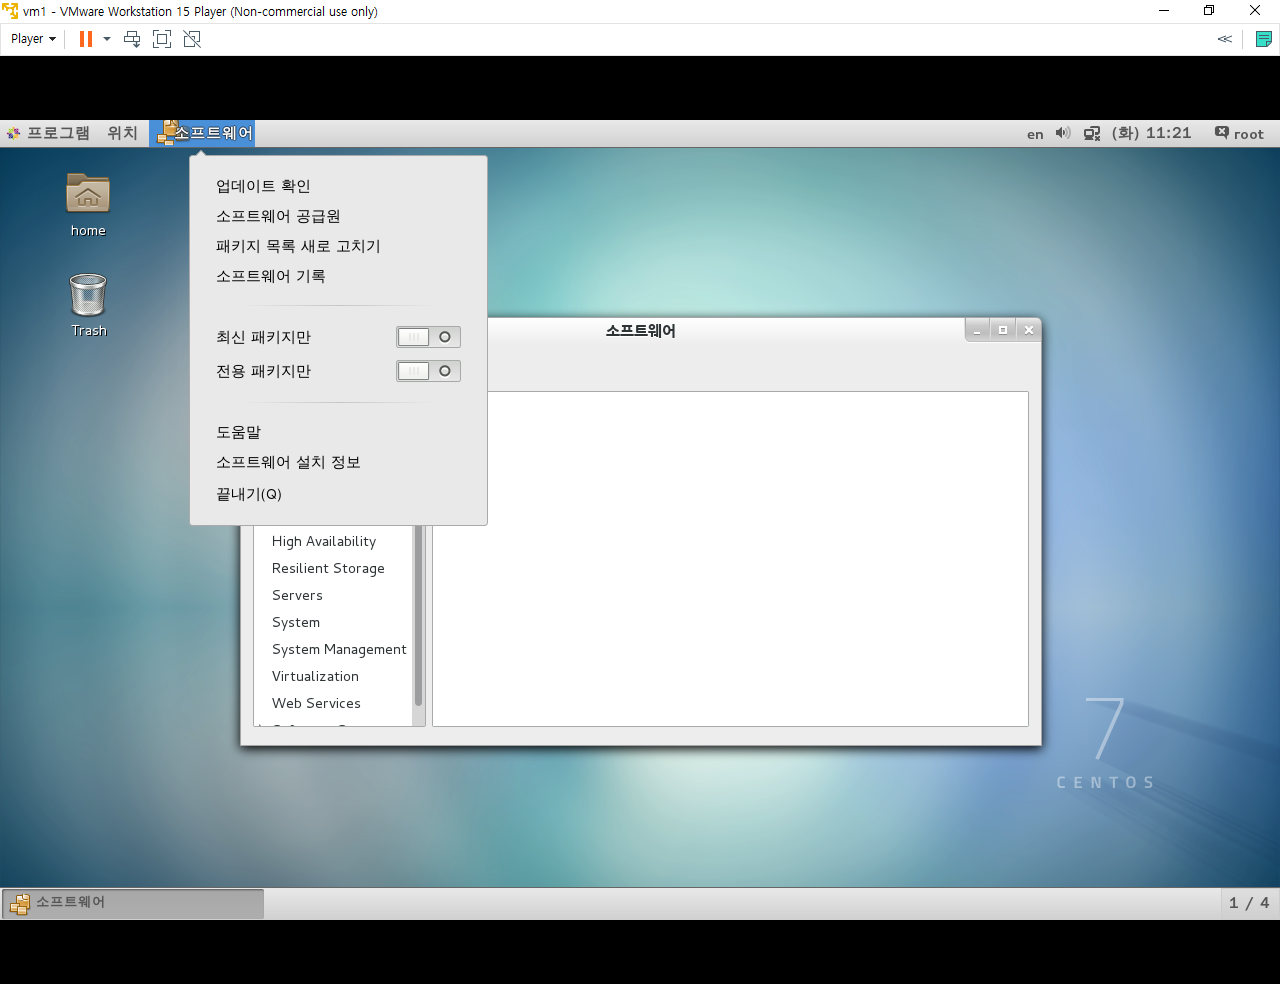 vm1 - VMware Workstation 15 Player (Non-commercial use only)
Player
프로그램 위치 소프트웨어 en (화) 11:21 root
home
Trash
업데이트 확인
소프트웨어 공급원
패키지 목록 새로 고치기
소프트웨어 기록
최신 패키지만
전용 패키지만
도움말
소프트웨어 설치 정보
끝내기(Q)
소프트웨어
High Availability
Resilient Storage
Servers
System
System Management
Virtualization
Web Services
7
CENTOS
소프트웨어 1 / 4